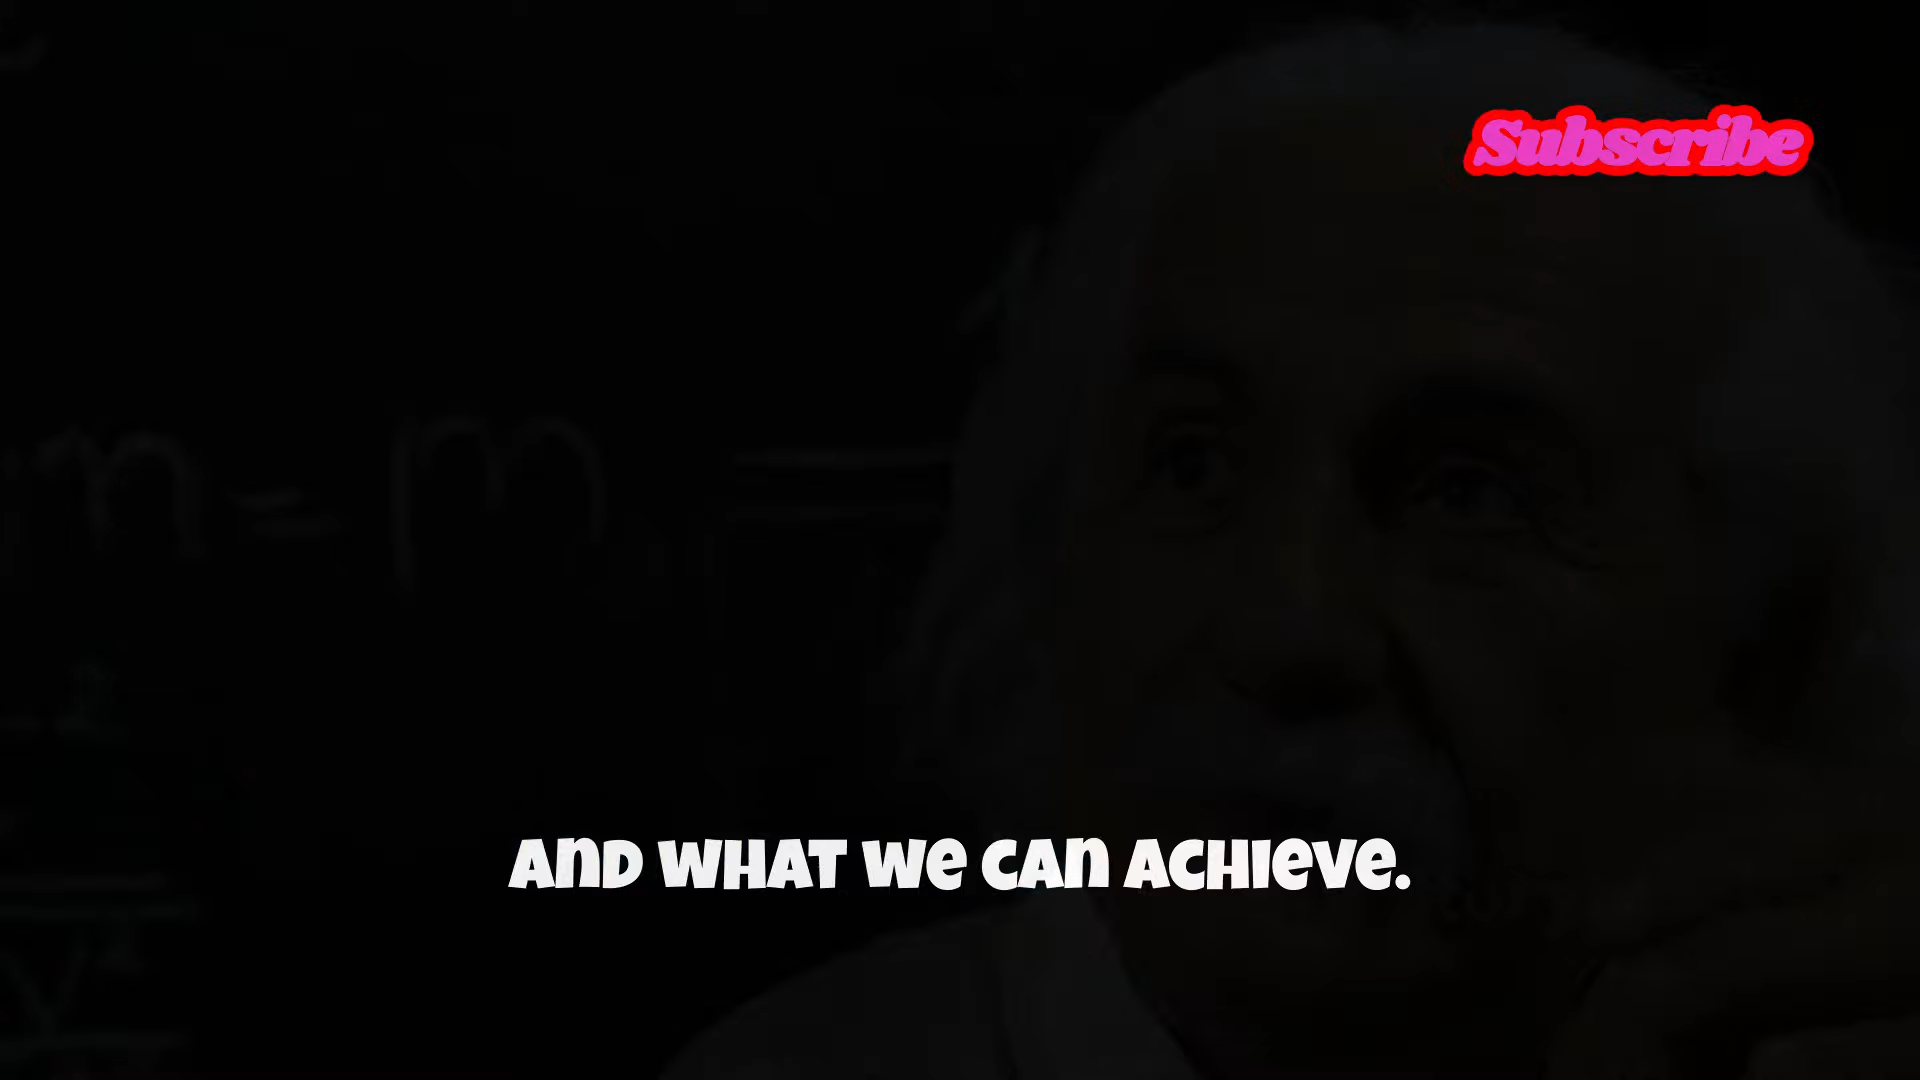 Subscribe
m = m =
AND WHAT WE CAN ACHIEVE.